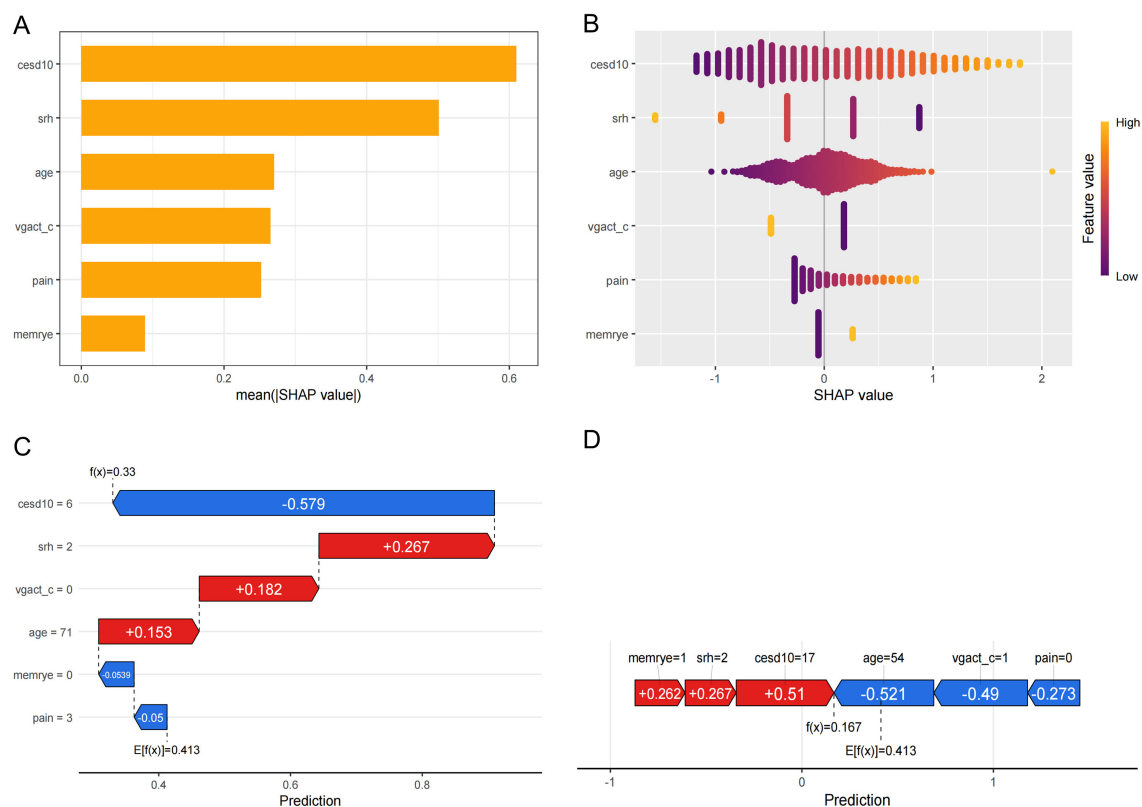 A
cesd10
srh
age
vgact_c
pain
memrye
0.0
0.2
0.4
0.6
mean(|SHAP value|)
B
cesd10
srh
age
vgact_c
pain
memrye
-1
0
1
2
SHAP value
High
Low
Feature value
C
f(x)=0.33
cesd10 = 6
-0.579
srh = 2
+0.267
vgact_c = 0
+0.182
age = 71
+0.153
memrye = 0
-0.0539
pain = 3
-0.05
E[f(x)]=0.413
0.4
0.6
0.8
Prediction
D
memrye=1
srh=2
cesd10=17
age=54
vgact_c=1
pain=0
+0.262
+0.267
+0.51
-0.521
-0.49
-0.273
f(x)=0.167
E[f(x)]=0.413
-1
0
1
Prediction